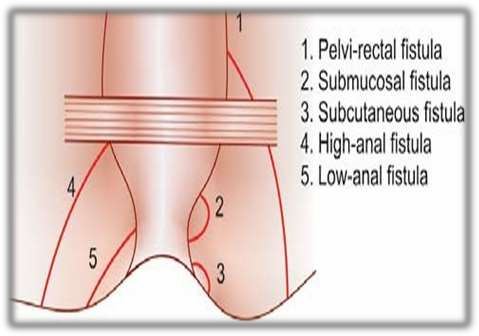 1
1. Pelvi-rectal fistula
2. Submucosal fistula
3. Subcutaneous fistula
4. High-anal fistula
5. Low-anal fistula
4
2
5
3